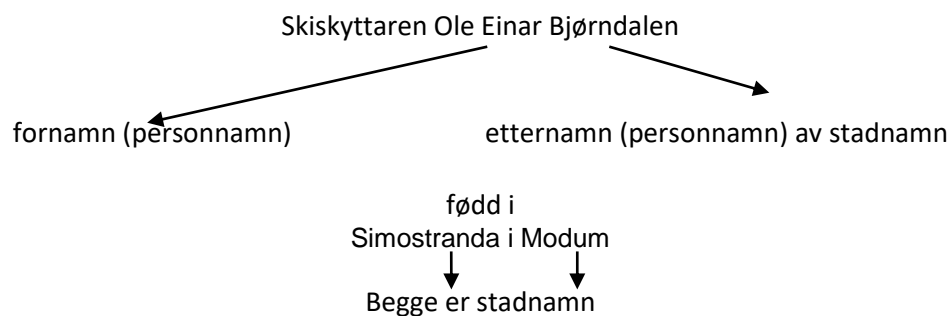 Skiskyttaren Ole Einar Bjørndalen
fornamn (personnamn) etternamn (personnamn) av stadnamn
fødd i
Simostranda i Modum
Begge er stadnamn